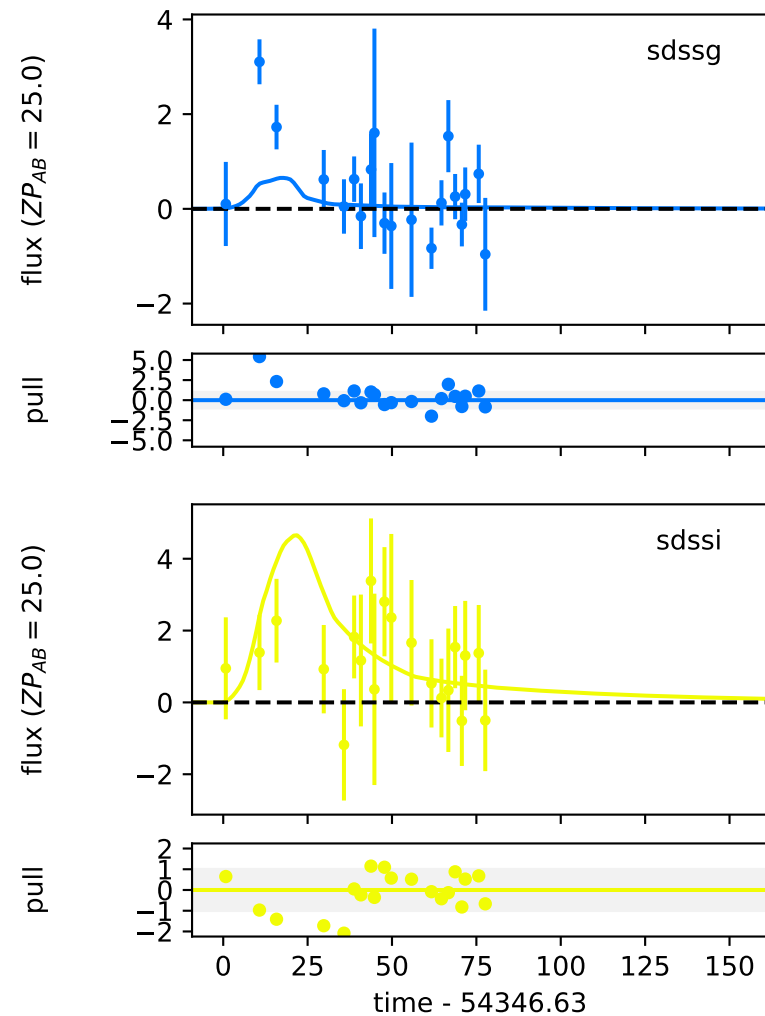 4
sdssg
2
0
−2
flux (ZP_AB = 25.0)
5.0
2.5
0.0
−2.5
−5.0
pull
sdssi
4
2
0
−2
flux (ZP_AB = 25.0)
2
1
0
−1
−2
pull
0 25 50 75 100 125 150
time - 54346.63